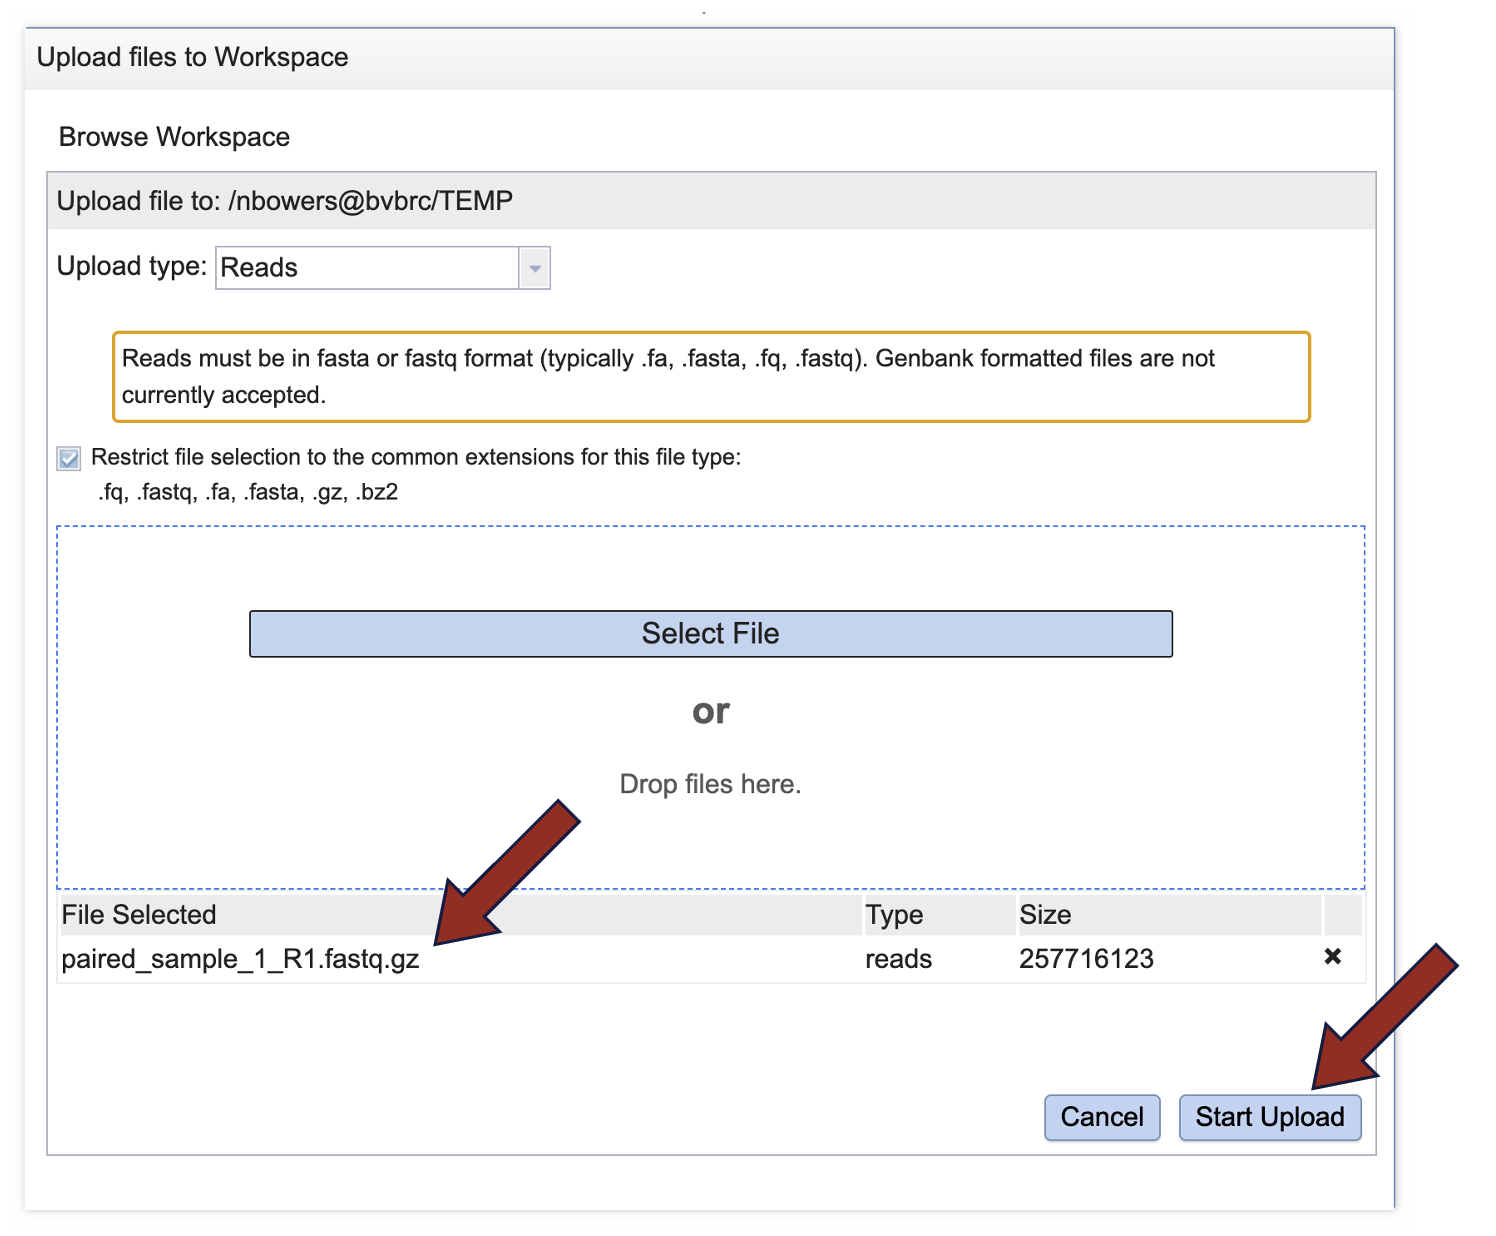 Upload files to Workspace
Browse Workspace
Upload file to: /nbowers@bvbrc/TEMP
Upload type: Reads
Reads must be in fasta or fastq format (typically .fa, .fasta, .fq, .fastq). Genbank formatted files are not
currently accepted.
Restrict file selection to the common extensions for this file type:
.fq, .fastq, .fa, .fasta, .gz, .bz2
Select File
or
Drop files here.
File Selected Type Size
paired_sample_1_R1.fastq.gz reads 257716123 ✖
Cancel Start Upload